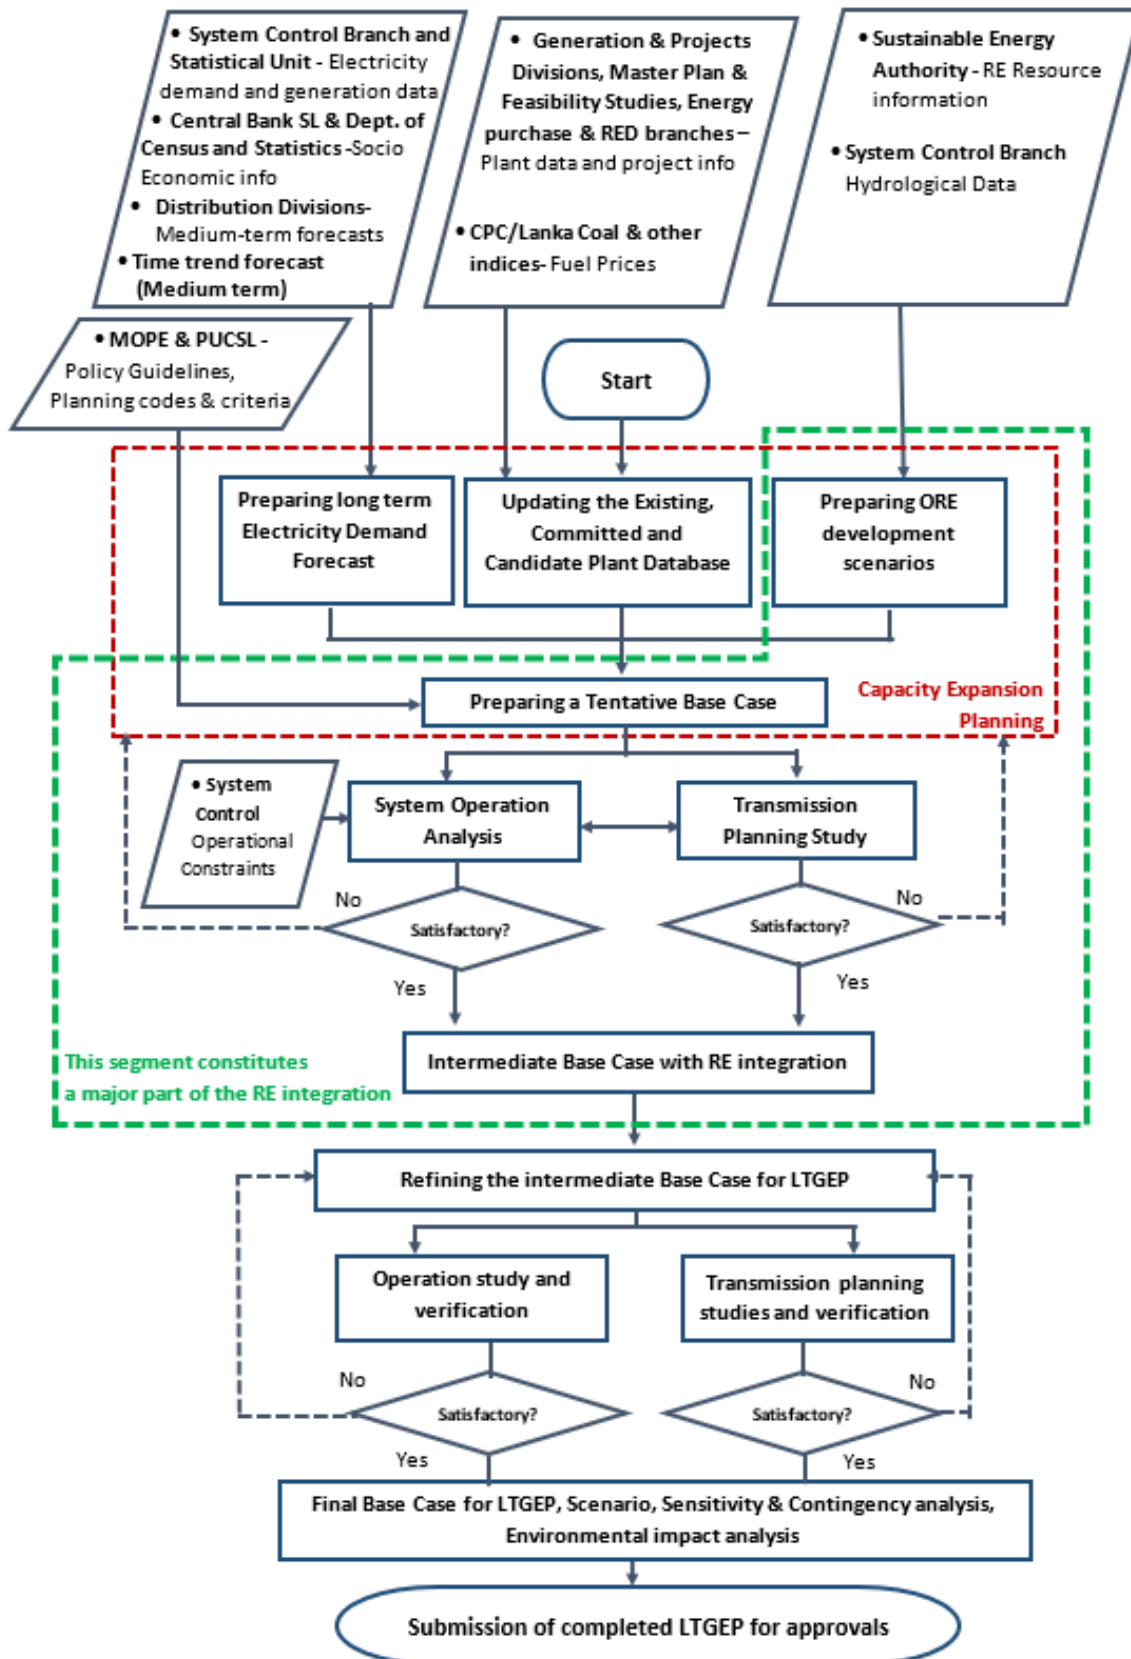 • System Control Branch and
Statistical Unit - Electricity
demand and generation data
• Central Bank SL & Dept. of
Census and Statistics -Socio
Economic info
• Distribution Divisions-
Medium-term forecasts
• Time trend forecast
(Medium term)
• Generation & Projects
Divisions, Master Plan &
Feasibility Studies, Energy
purchase & RED branches –
Plant data and project info
• CPC/Lanka Coal & other
indices- Fuel Prices
• Sustainable Energy
Authority - RE Resource
information
• System Control Branch
Hydrological Data
• MOPE & PUCSL -
Policy Guidelines,
Planning codes & criteria
Start
Preparing long term
Electricity Demand
Forecast
Updating the Existing,
Committed and
Candidate Plant Database
Preparing ORE
development
scenarios
Preparing a Tentative Base Case
Capacity Expansion
Planning
• System
Control
Operational
Constraints
System Operation
Analysis
Transmission
Planning Study
No
Satisfactory?
Yes
No
Satisfactory?
Yes
Intermediate Base Case with RE integration
This segment constitutes
a major part of the RE integration
Refining the intermediate Base Case for LTGEP
Operation study and
verification
Transmission planning
studies and verification
No
Satisfactory?
Yes
No
Satisfactory?
Yes
Final Base Case for LTGEP, Scenario, Sensitivity & Contingency analysis,
Environmental impact analysis
Submission of completed LTGEP for approvals